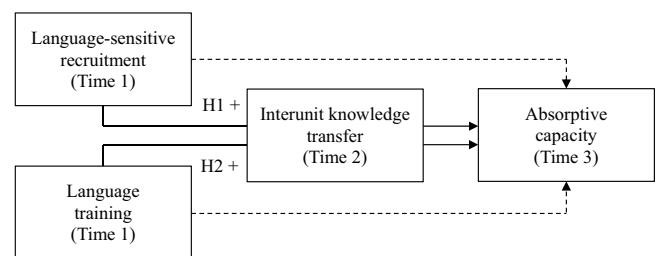 Language-sensitive
recruitment
(Time 1)
H1 +
Interunit knowledge
transfer
(Time 2)
Absorptive
capacity
(Time 3)
H2 +
Language
training
(Time 1)